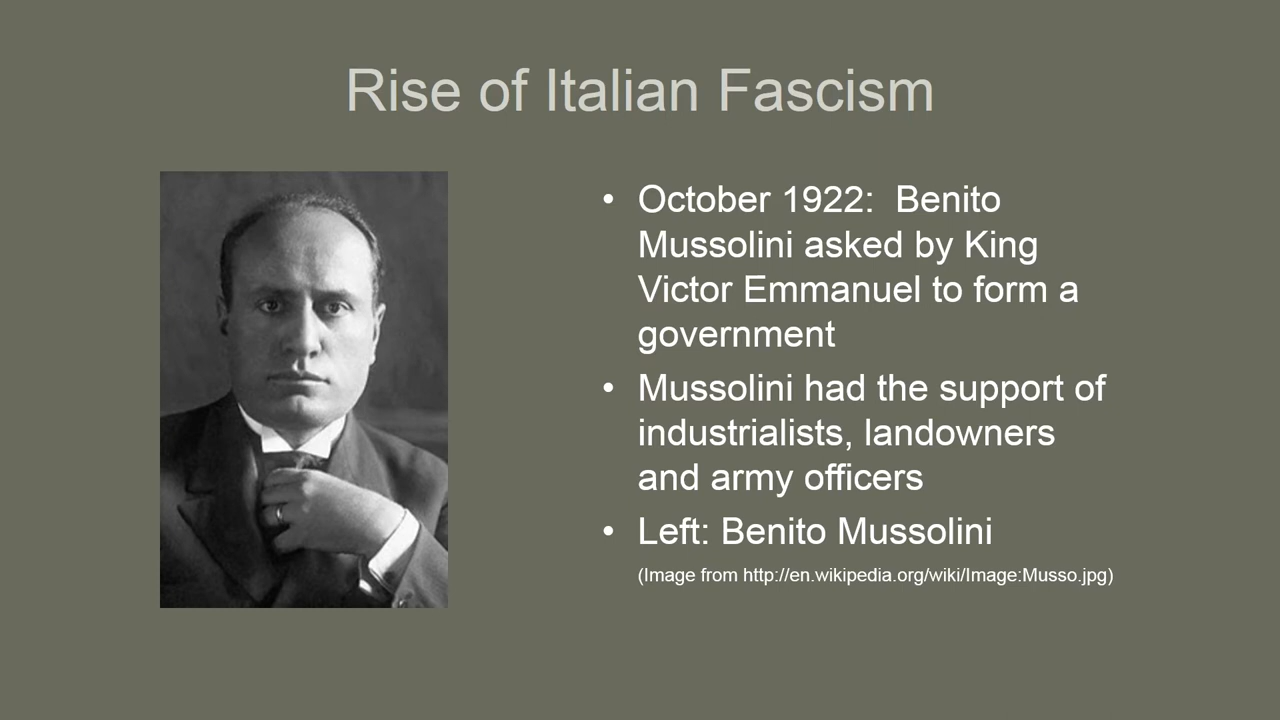 Rise of Italian Fascism
• October 1922:  Benito
Mussolini asked by King
Victor Emmanuel to form a
government
• Mussolini had the support of
industrialists, landowners
and army officers
• Left: Benito Mussolini
(Image from http://en.wikipedia.org/wiki/Image:Musso.jpg)